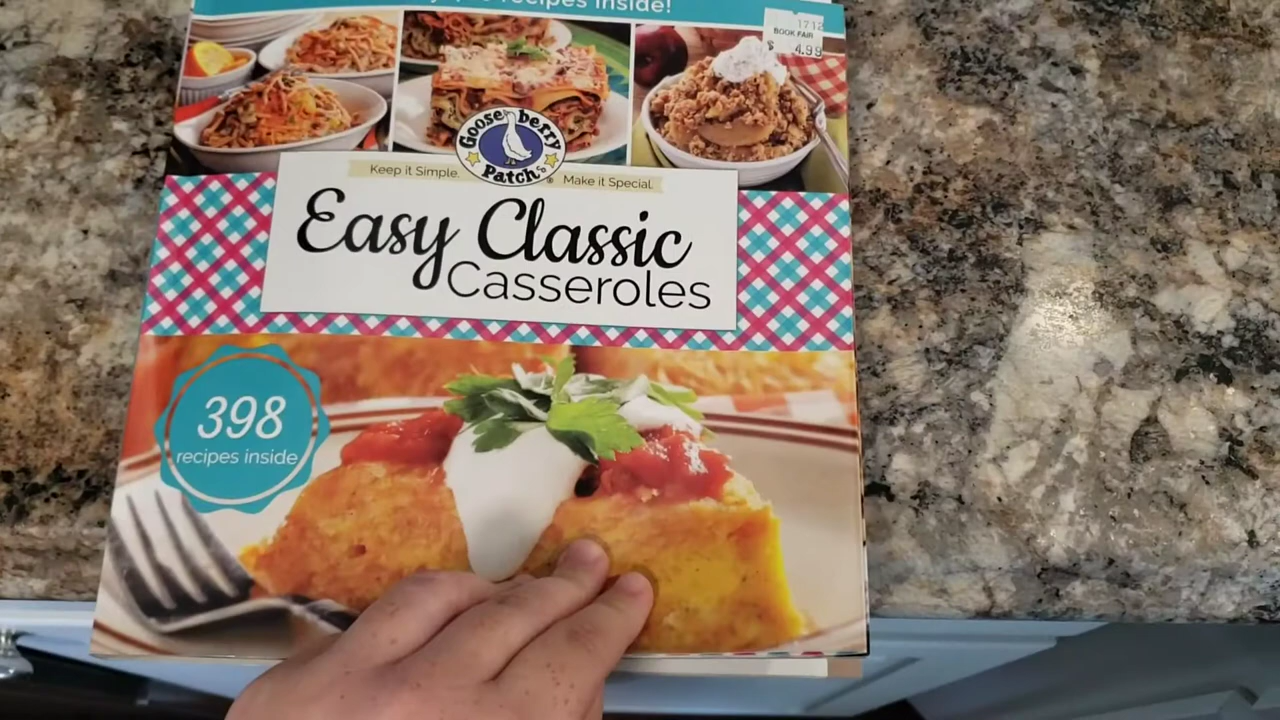 recipes inside!
1712
BOOK FAIR
$ 4.99
Gooseberry
Patch
Keep it Simple. Make it Special.
Easy Classic
Casseroles
398
recipes inside